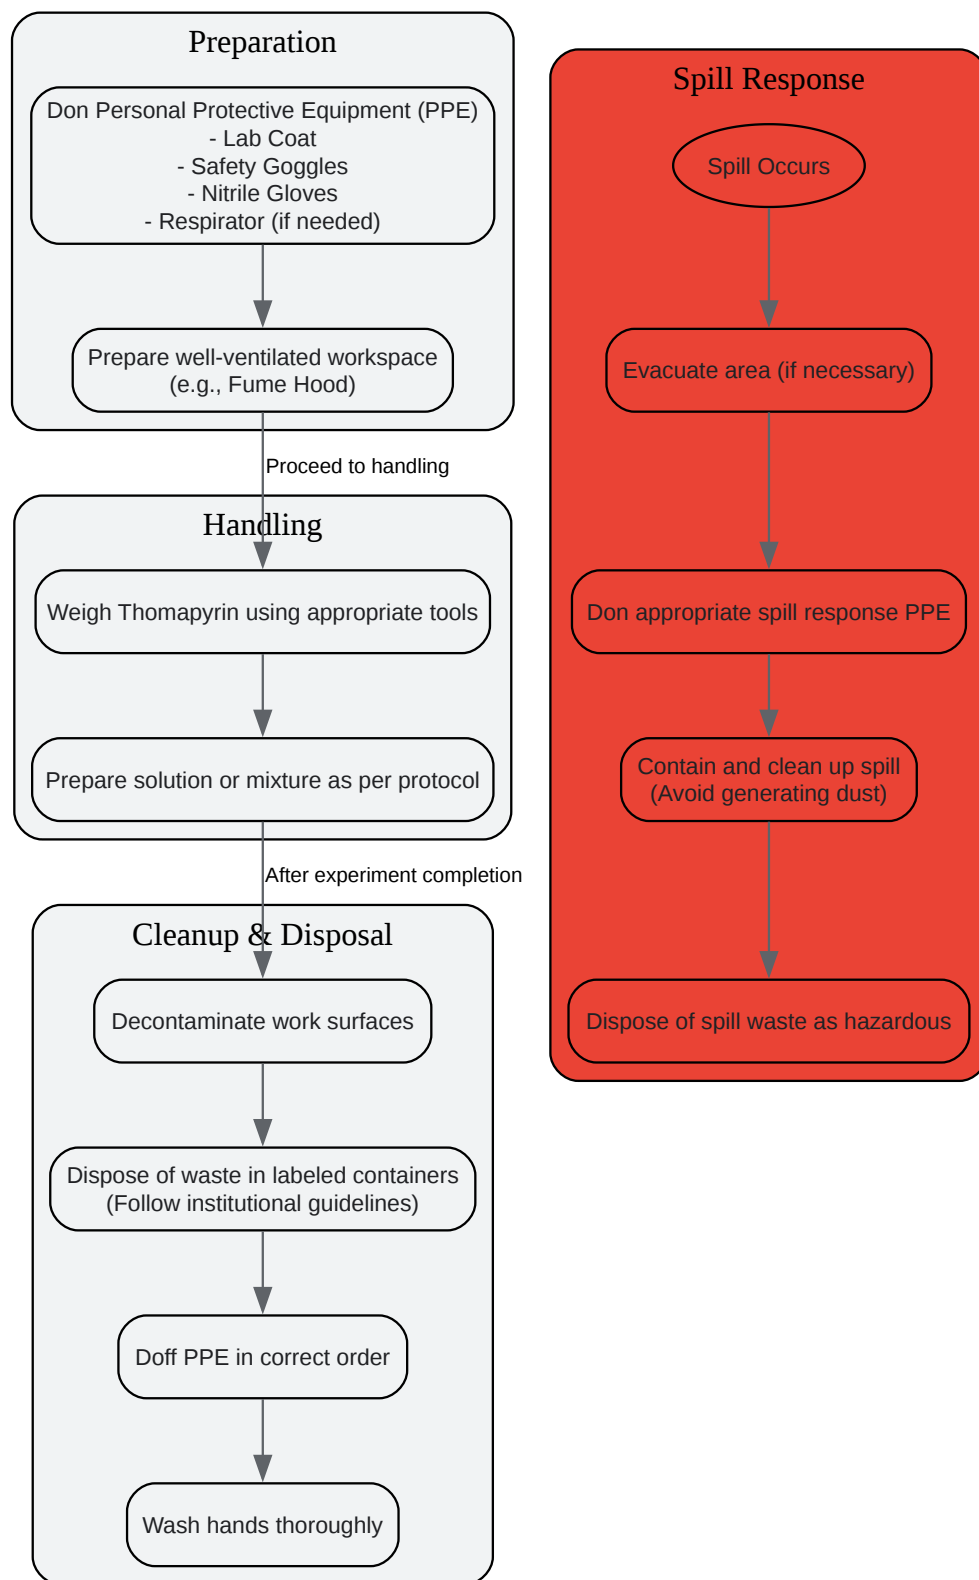 Preparation
Don Personal Protective Equipment (PPE)
- Lab Coat
- Safety Goggles
- Nitrile Gloves
- Respirator (if needed)
Prepare well-ventilated workspace
(e.g., Fume Hood)
Proceed to handling
Handling
Weigh Thomapyrin using appropriate tools
Prepare solution or mixture as per protocol
After experiment completion
Cleanup & Disposal
Decontaminate work surfaces
Dispose of waste in labeled containers
(Follow institutional guidelines)
Doff PPE in correct order
Wash hands thoroughly
Spill Response
Spill Occurs
Evacuate area (if necessary)
Don appropriate spill response PPE
Contain and clean up spill
(Avoid generating dust)
Dispose of spill waste as hazardous